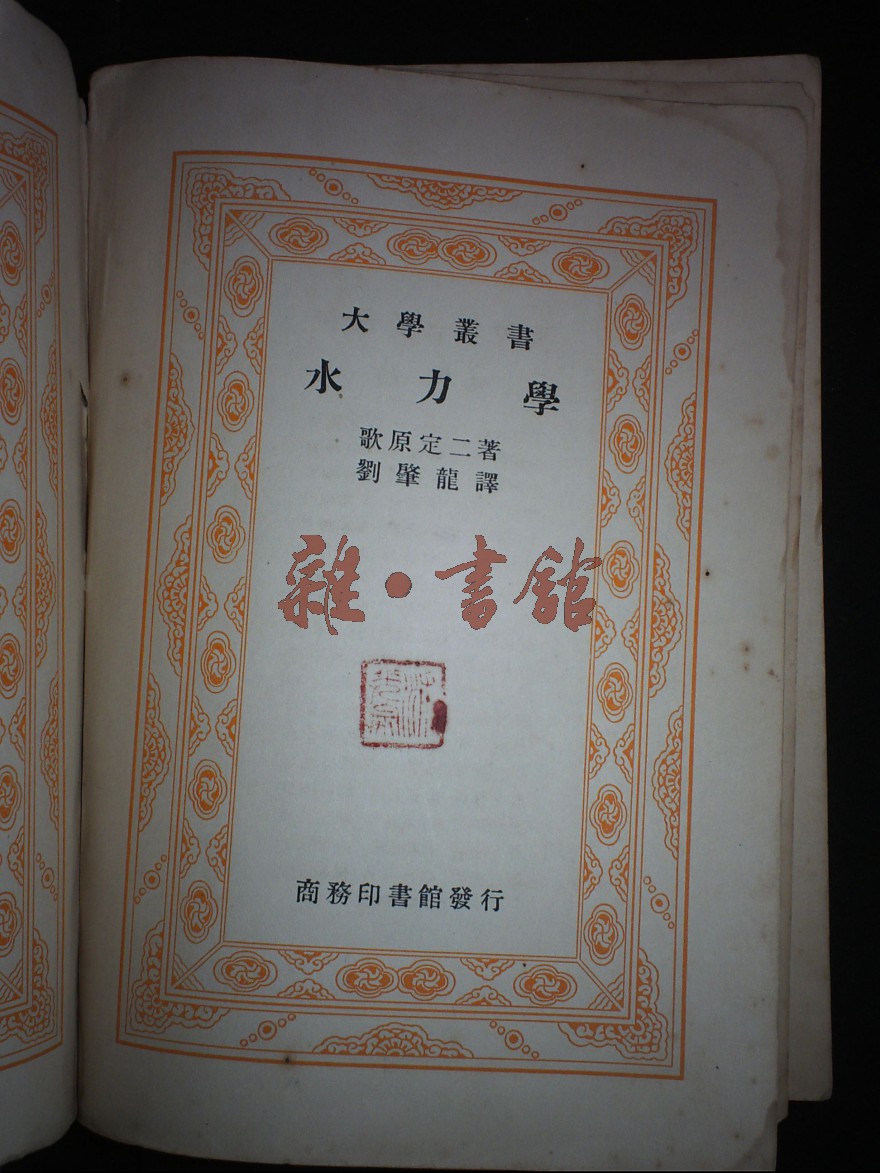 大學叢書
水力學
歌原定二著
劉肇龍譯
雜·書館
商務印書館發行